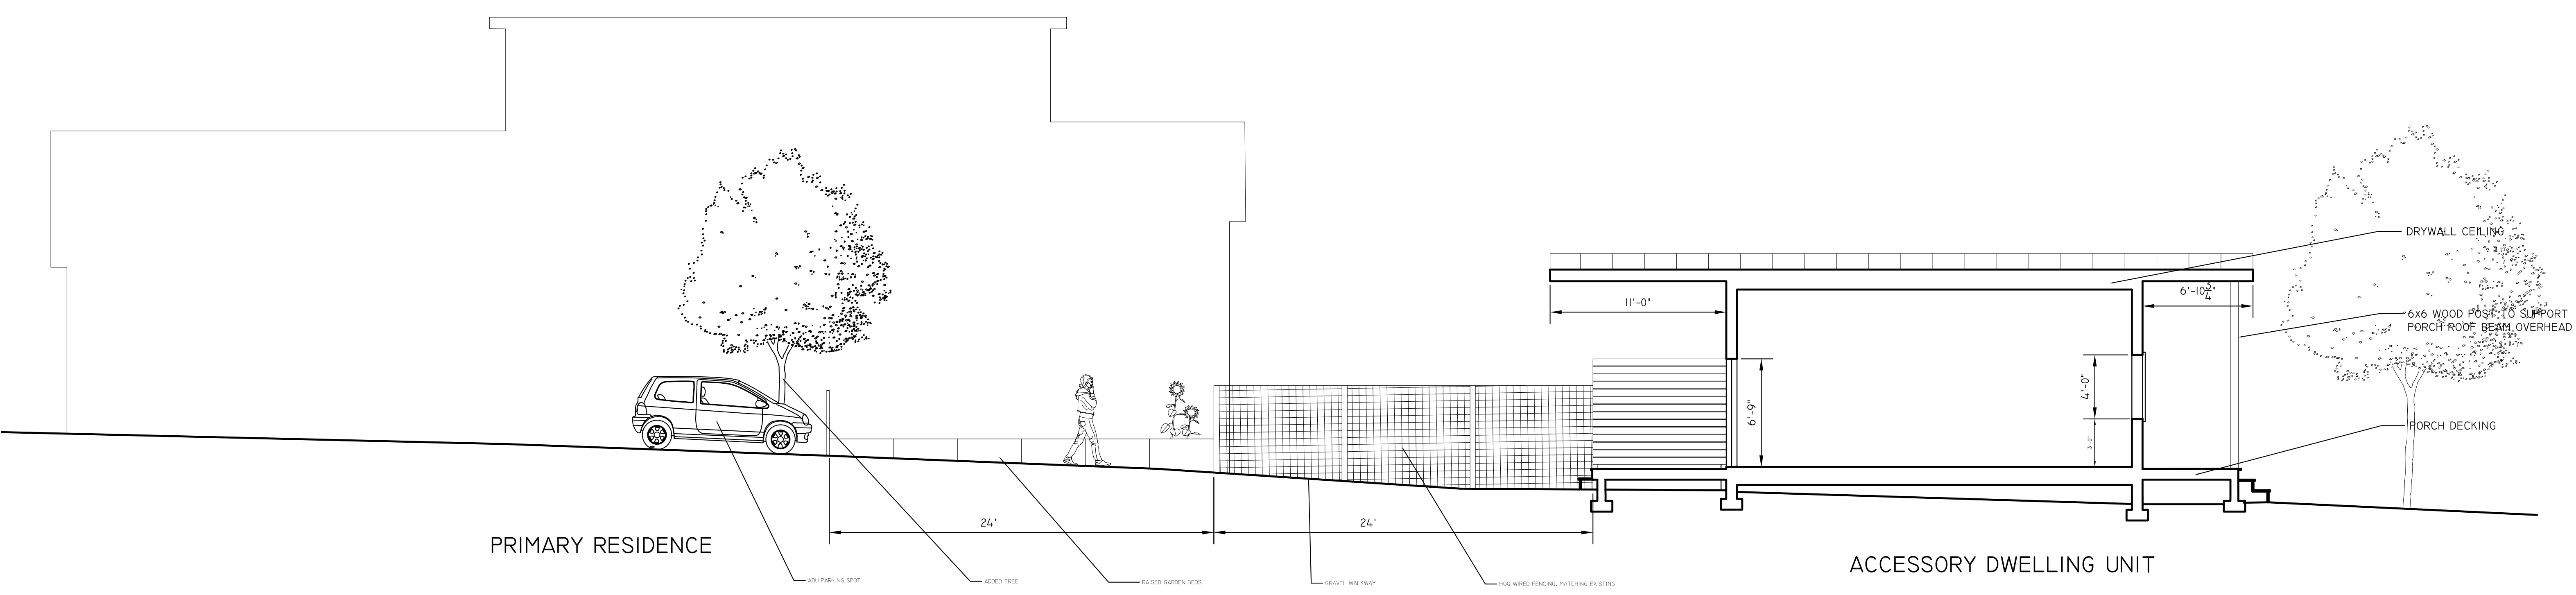 DRYWALL CEILING
11'-0"
6'-10 3/4"
6x6 WOOD POST TO SUPPORT
PORCH ROOF BEAM OVERHEAD
6'-9"
4'-0"
3'-0"
PORCH DECKING
24'
24'
PRIMARY RESIDENCE
ACCESSORY DWELLING UNIT
ADU PARKING SPOT
ADDED TREE
RAISED GARDEN BEDS
GRAVEL WALKWAY
HOG WIRED FENCING, MATCHING EXISTING